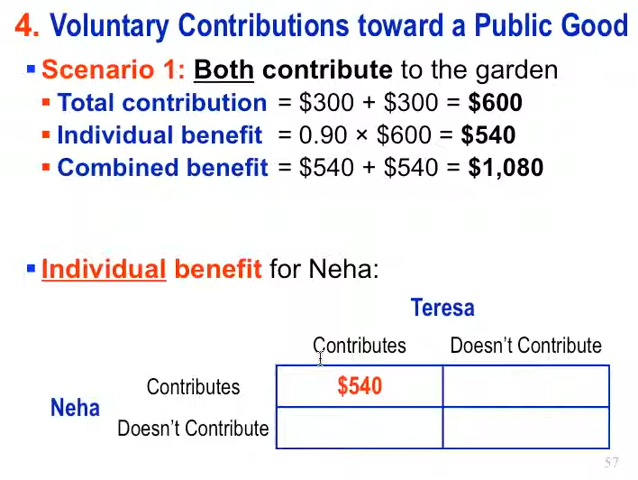 4. Voluntary Contributions toward a Public Good
Scenario 1: Both contribute to the garden
Total contribution = $300 + $300 = $600
Individual benefit = 0.90 × $600 = $540
Combined benefit = $540 + $540 = $1,080
Individual benefit for Neha:
Teresa
Contributes Doesn't Contribute
Contributes $540
Neha
Doesn't Contribute
57